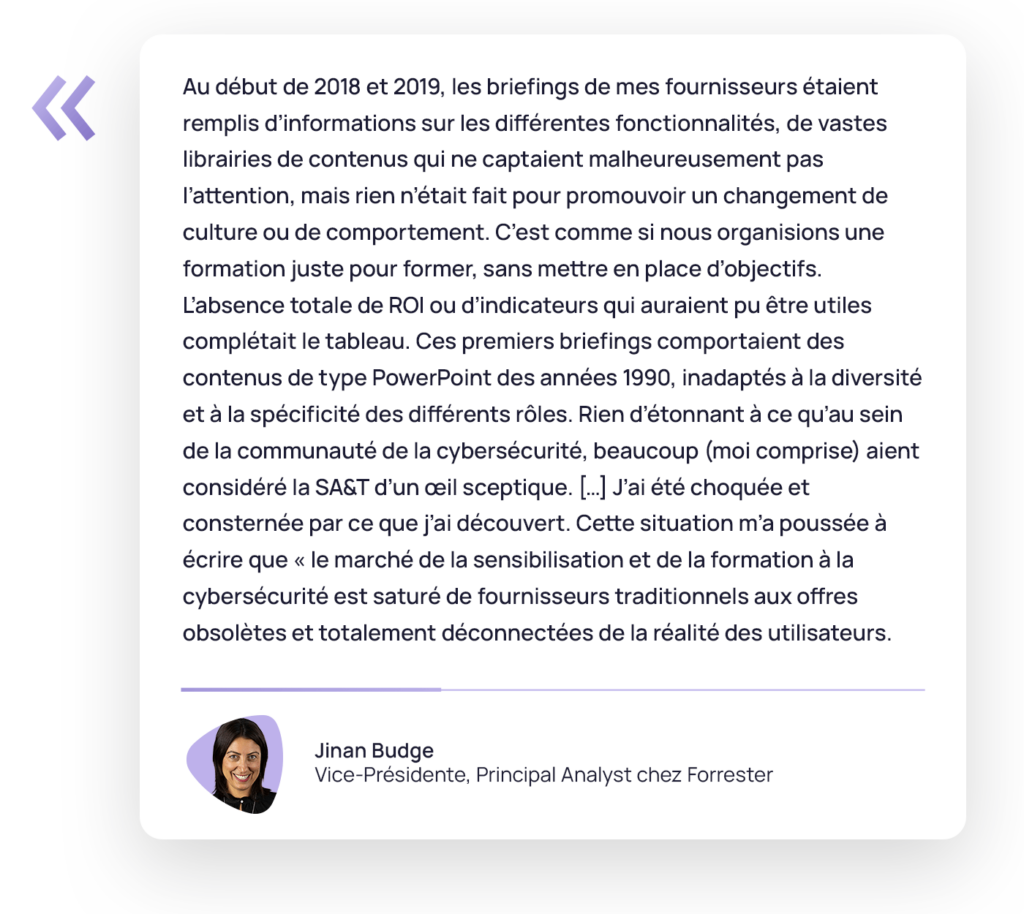 «
Au début de 2018 et 2019, les briefings de mes fournisseurs étaient
remplis d’informations sur les différentes fonctionnalités, de vastes
librairies de contenus qui ne captaient malheureusement pas
l’attention, mais rien n’était fait pour promouvoir un changement de
culture ou de comportement. C’est comme si nous organisions une
formation juste pour former, sans mettre en place d’objectifs.
L’absence totale de ROI ou d’indicateurs qui auraient pu être utiles
complétait le tableau. Ces premiers briefings comportaient des
contenus de type PowerPoint des années 1990, inadaptés à la diversité
et à la spécificité des différents rôles. Rien d’étonnant à ce qu’au sein
de la communauté de la cybersécurité, beaucoup (moi comprise) aient
considéré la SA&T d’un œil sceptique. [...] J’ai été choquée et
consternée par ce que j’ai découvert. Cette situation m’a poussée à
écrire que « le marché de la sensibilisation et de la formation à la
cybersécurité est saturé de fournisseurs traditionnels aux offres
obsolètes et totalement déconnectées de la réalité des utilisateurs.
Jinan Budge
Vice-Présidente, Principal Analyst chez Forrester